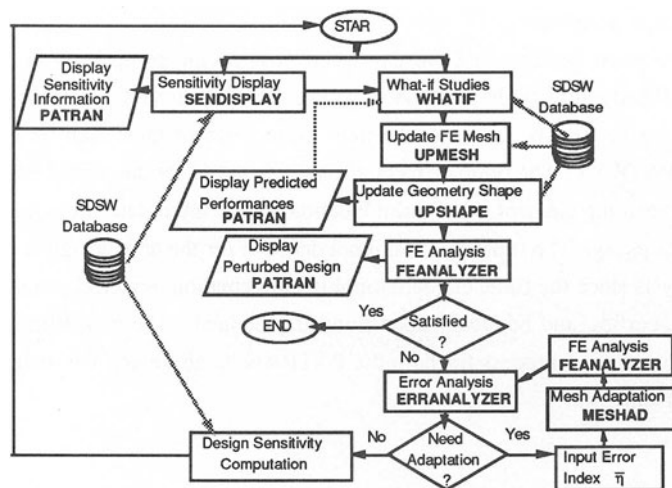 STAR
Display
Sensitivity
Information
PATRAN
Sensitivity Display
SENDISPLAY
What-if Studies
WHATIF
SDSW
Database
Update FE Mesh
UPMESH
Display Predicted
Performances
PATRAN
Update Geometry Shape
UPSHAPE
SDSW
Database
Display
Perturbed Design
PATRAN
FE Analysis
FEANALYZER
END
Yes
Satisfied
?
No
FE Analysis
FEANALYZER
Error Analysis
ERRANALYZER
Mesh Adaptation
MESHAD
Design Sensitivity
Computation
No
Need
Adaptation
?
Yes
Input Error
Index η̅